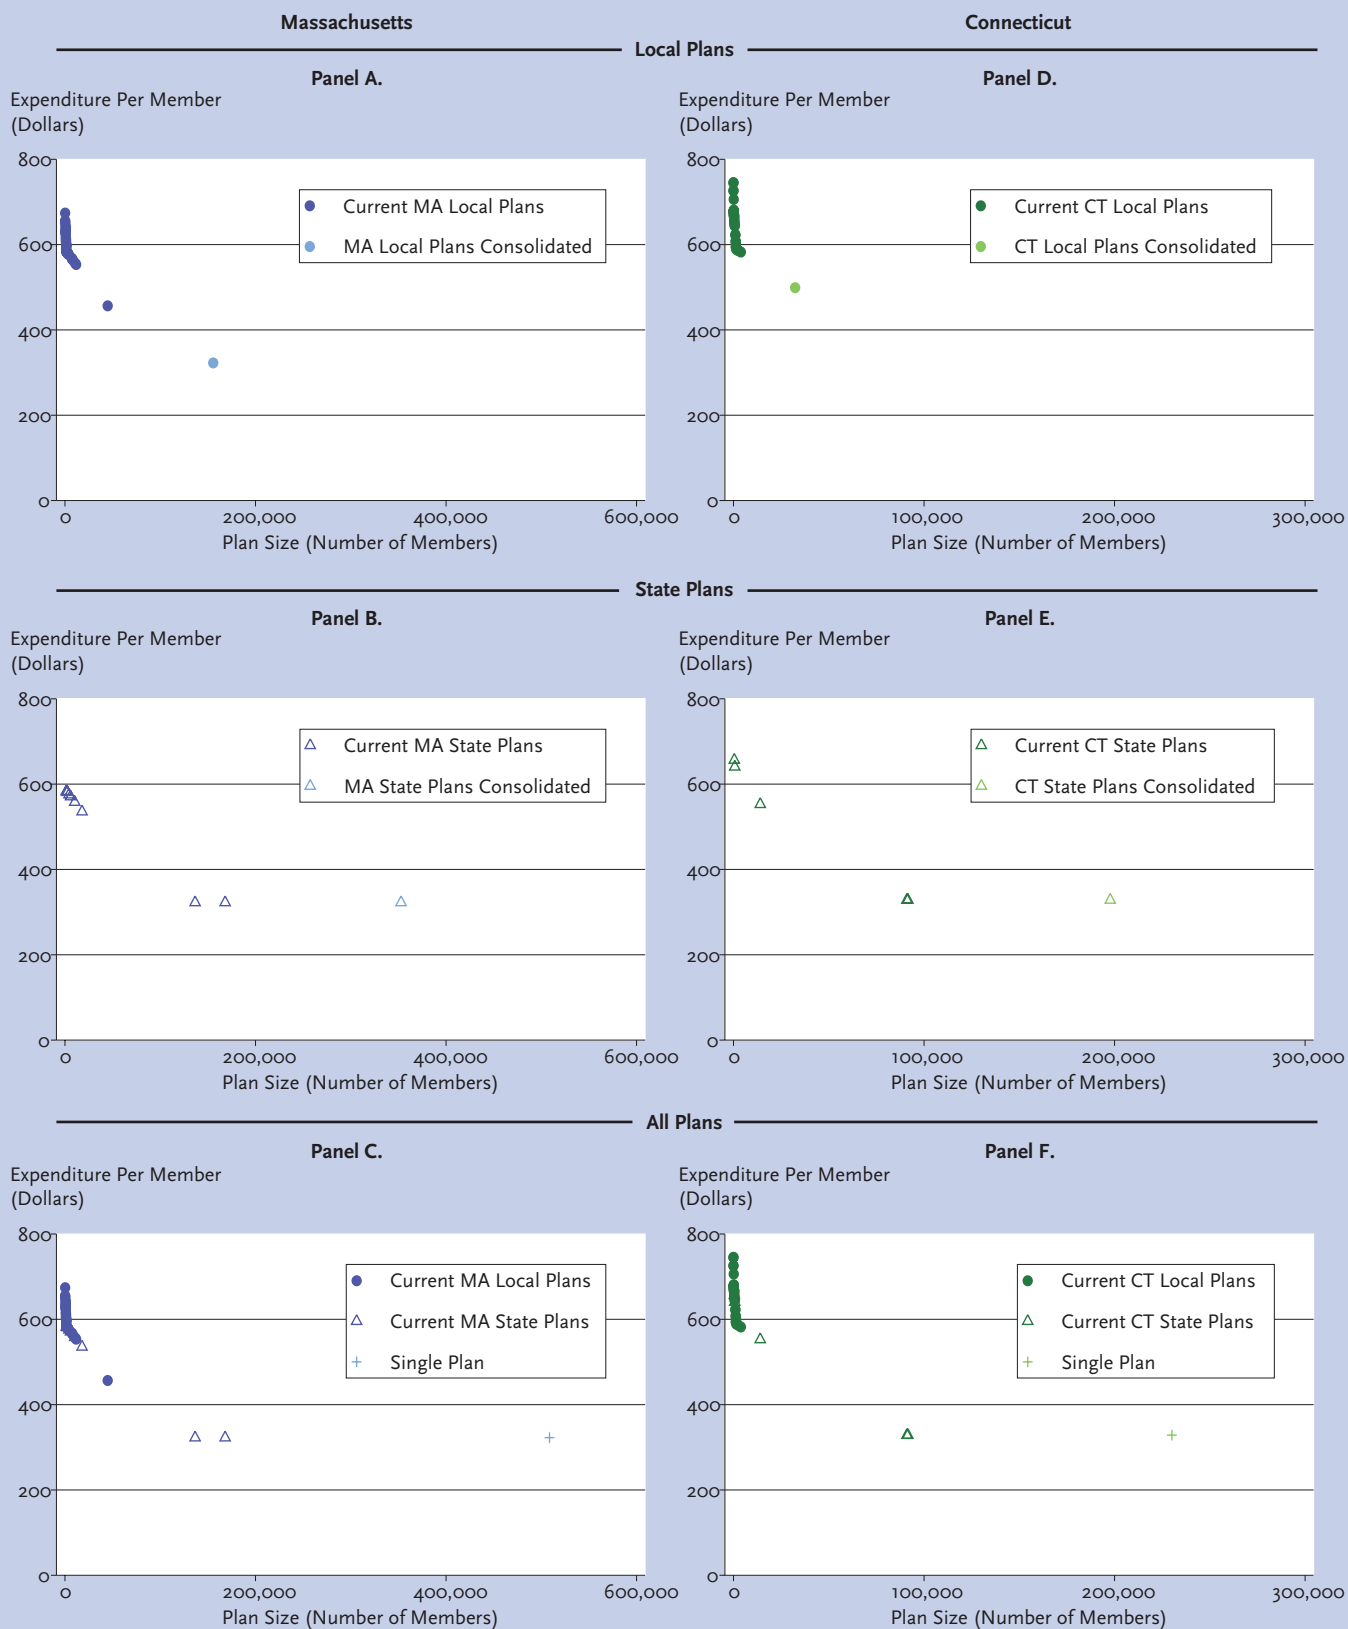 Massachusetts
Connecticut
Local Plans
Panel A.
Expenditure Per Member
(Dollars)
800
600
400
200
0
Current MA Local Plans
MA Local Plans Consolidated
0 200,000 400,000 600,000
Plan Size (Number of Members)
Panel D.
Expenditure Per Member
(Dollars)
800
600
400
200
0
Current CT Local Plans
CT Local Plans Consolidated
0 100,000 200,000 300,000
Plan Size (Number of Members)
State Plans
Panel B.
Expenditure Per Member
(Dollars)
800
600
400
200
0
Current MA State Plans
MA State Plans Consolidated
0 200,000 400,000 600,000
Plan Size (Number of Members)
Panel E.
Expenditure Per Member
(Dollars)
800
600
400
200
0
Current CT State Plans
CT State Plans Consolidated
0 100,000 200,000 300,000
Plan Size (Number of Members)
All Plans
Panel C.
Expenditure Per Member
(Dollars)
800
600
400
200
0
Current MA Local Plans
Current MA State Plans
Single Plan
0 200,000 400,000 600,000
Plan Size (Number of Members)
Panel F.
Expenditure Per Member
(Dollars)
800
600
400
200
0
Current CT Local Plans
Current CT State Plans
Single Plan
0 100,000 200,000 300,000
Plan Size (Number of Members)